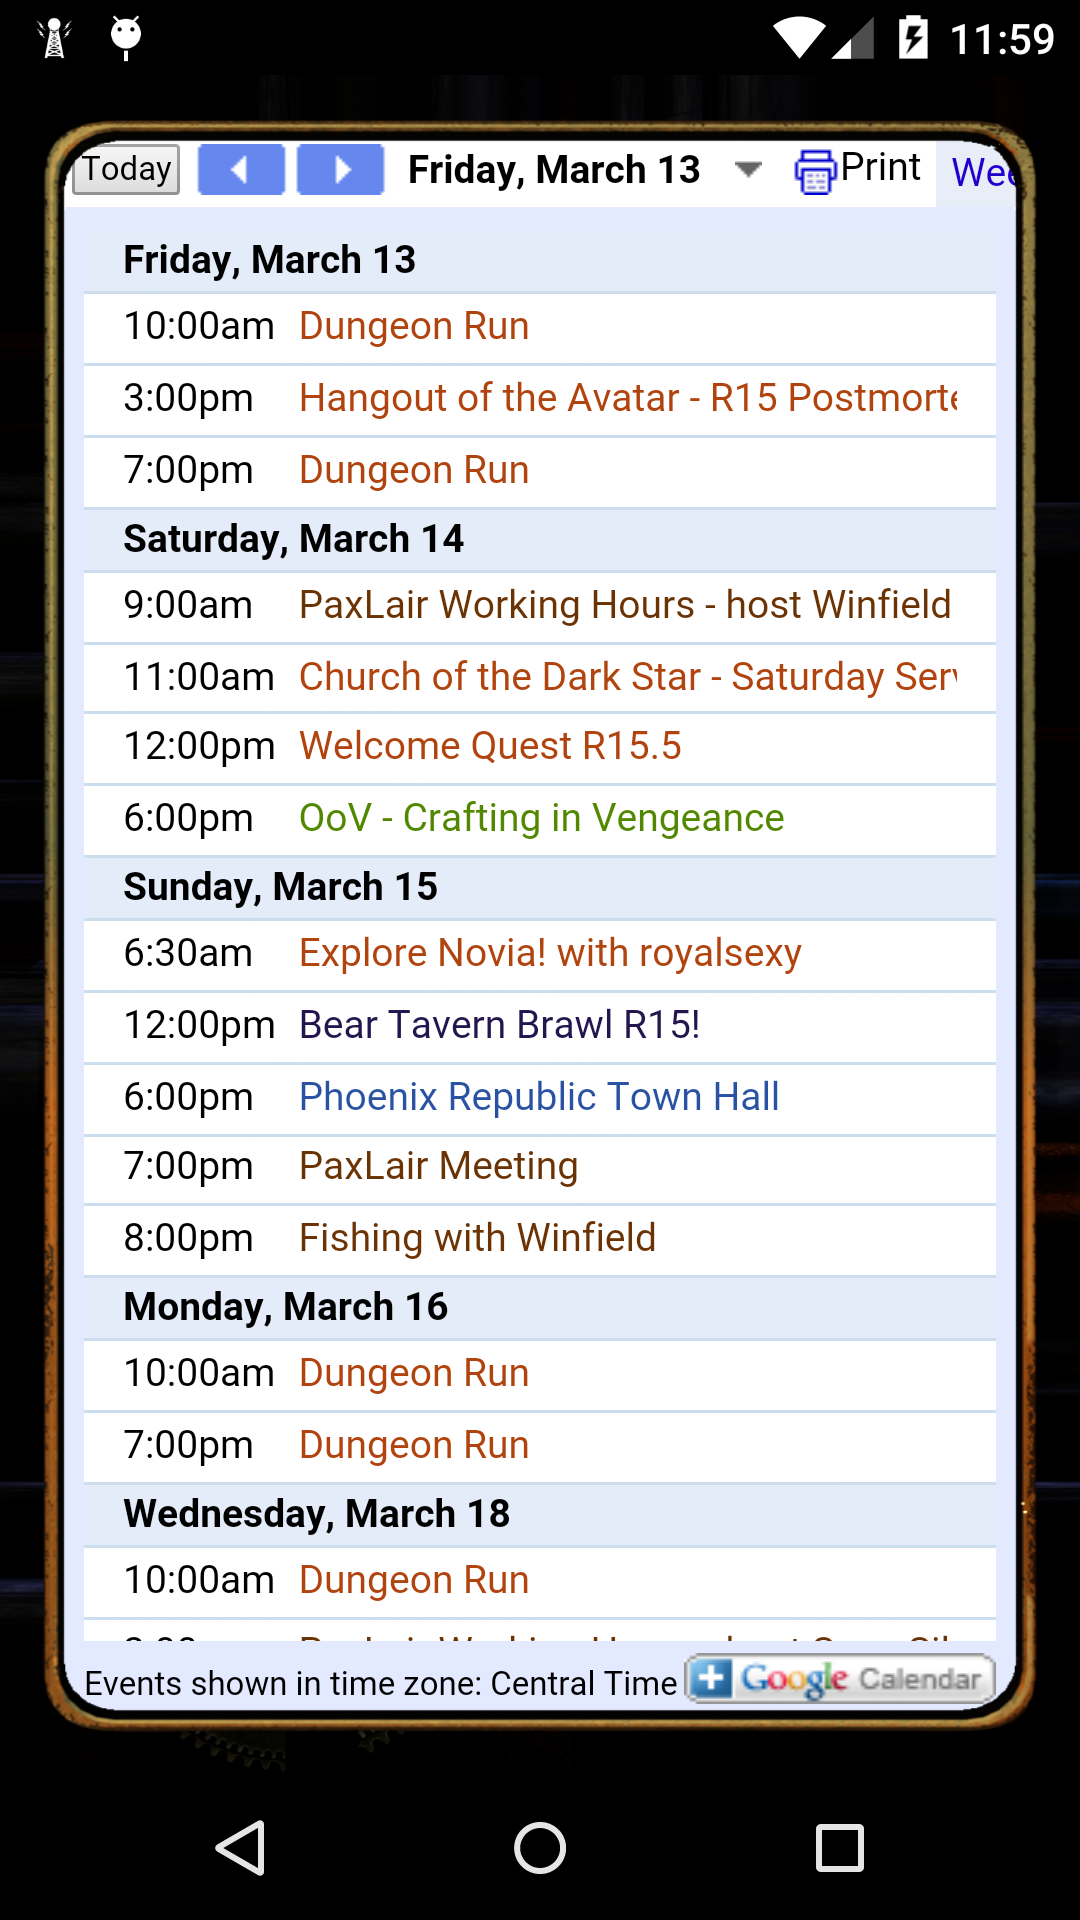 11:59
Today Friday, March 13 Print Wee
Friday, March 13
10:00am Dungeon Run
3:00pm Hangout of the Avatar - R15 Postmorte
7:00pm Dungeon Run
Saturday, March 14
9:00am PaxLair Working Hours - host Winfield
11:00am Church of the Dark Star - Saturday Serv
12:00pm Welcome Quest R15.5
6:00pm OoV - Crafting in Vengeance
Sunday, March 15
6:30am Explore Novia! with royalsexy
12:00pm Bear Tavern Brawl R15!
6:00pm Phoenix Republic Town Hall
7:00pm PaxLair Meeting
8:00pm Fishing with Winfield
Monday, March 16
10:00am Dungeon Run
7:00pm Dungeon Run
Wednesday, March 18
10:00am Dungeon Run
Events shown in time zone: Central Time Google Calendar